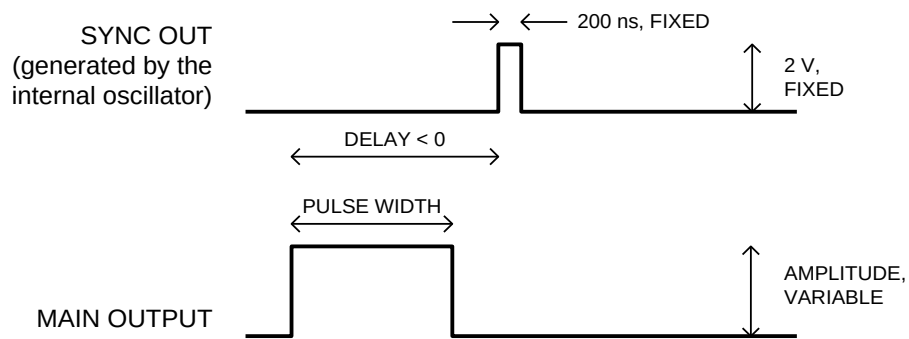 200 ns, FIXED
SYNC OUT
(generated by the
internal oscillator)
2 V,
FIXED
DELAY < 0
PULSE WIDTH
AMPLITUDE,
VARIABLE
MAIN OUTPUT